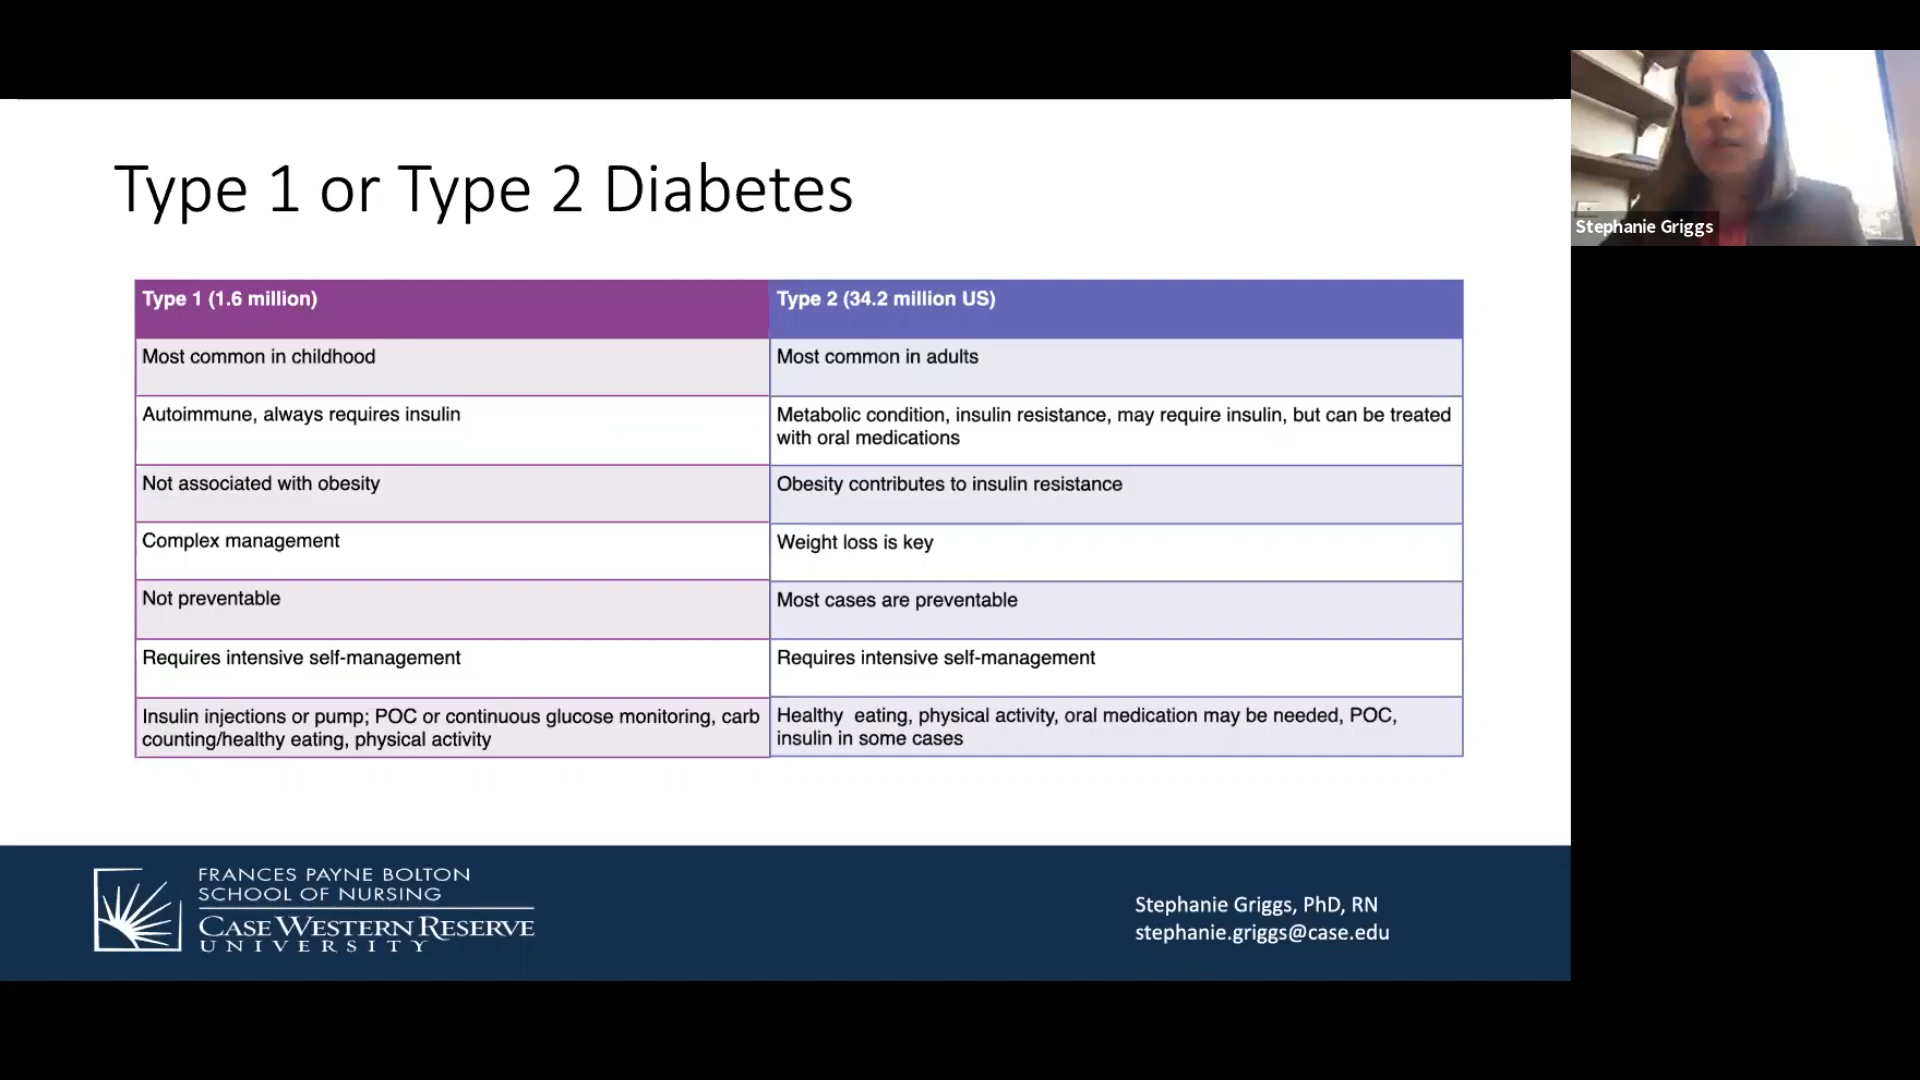 Type 1 or Type 2 Diabetes
Stephanie Griggs
Type 1 (1.6 million)
Type 2 (34.2 million US)
Most common in childhood
Most common in adults
Autoimmune, always requires insulin
Metabolic condition, insulin resistance, may require insulin, but can be treated
with oral medications
Not associated with obesity
Obesity contributes to insulin resistance
Complex management
Weight loss is key
Not preventable
Most cases are preventable
Requires intensive self-management
Requires intensive self-management
Insulin injections or pump; POC or continuous glucose monitoring, carb
counting/healthy eating, physical activity
Healthy  eating, physical activity, oral medication may be needed, POC,
insulin in some cases
FRANCES PAYNE BOLTON
SCHOOL OF NURSING
CASE WESTERN RESERVE
UNIVERSITY
Stephanie Griggs, PhD, RN
stephanie.griggs@case.edu